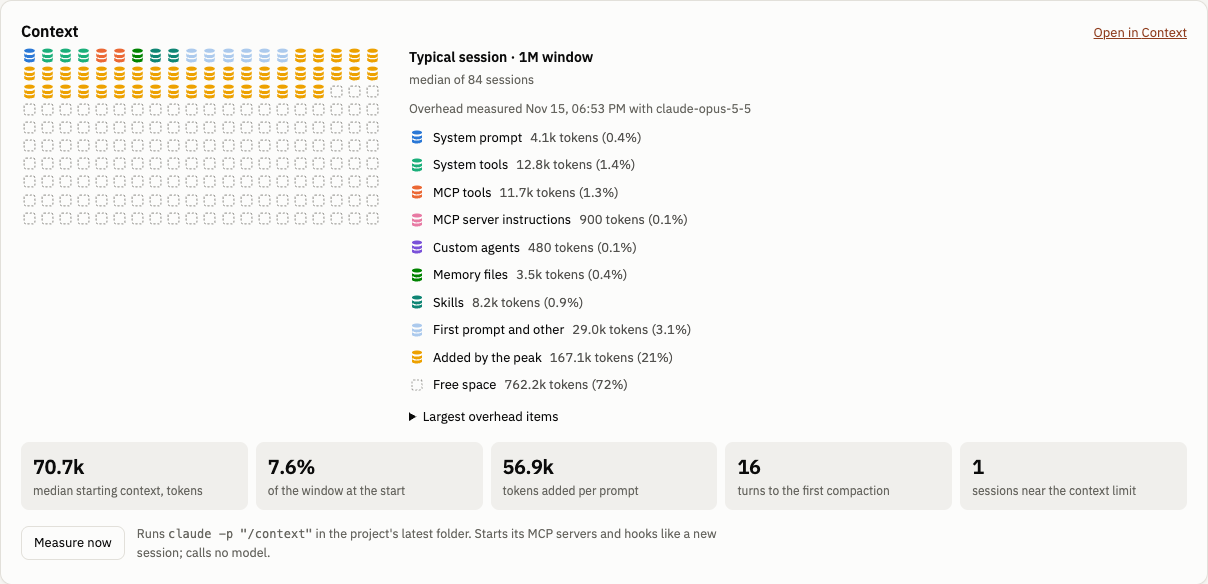 Context
Open in Context
Typical session · 1M window
median of 84 sessions
Overhead measured Nov 15, 06:53 PM with claude-opus-5-5
System prompt 4.1k tokens (0.4%)
System tools 12.8k tokens (1.4%)
MCP tools 11.7k tokens (1.3%)
MCP server instructions 900 tokens (0.1%)
Custom agents 480 tokens (0.1%)
Memory files 3.5k tokens (0.4%)
Skills 8.2k tokens (0.9%)
First prompt and other 29.0k tokens (3.1%)
Added by the peak 167.1k tokens (21%)
Free space 762.2k tokens (72%)
Largest overhead items
70.7k
median starting context, tokens
7.6%
of the window at the start
56.9k
tokens added per prompt
16
turns to the first compaction
1
sessions near the context limit
Measure now
Runs claude -p "/context" in the project's latest folder. Starts its MCP servers and hooks like a new
session; calls no model.